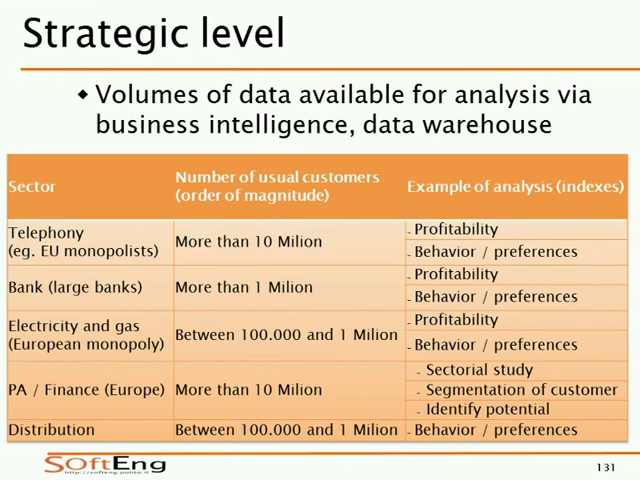 Strategic level
◆ Volumes of data available for analysis via
business intelligence, data warehouse
Sector
Number of usual customers
(order of magnitude)
Example of analysis (indexes)
Telephony
(eg. EU monopolists)
More than 10 Milion
- Profitability
- Behavior / preferences
Bank (large banks)
More than 1 Milion
- Profitability
- Behavior / preferences
Electricity and gas
(European monopoly)
Between 100.000 and 1 Milion
- Profitability
- Behavior / preferences
PA / Finance (Europe)
More than 10 Milion
- Sectorial study
- Segmentation of customer
- Identify potential
Distribution
Between 100.000 and 1 Milion
- Behavior / preferences
SOftEng
http://softeng.polito.it
131